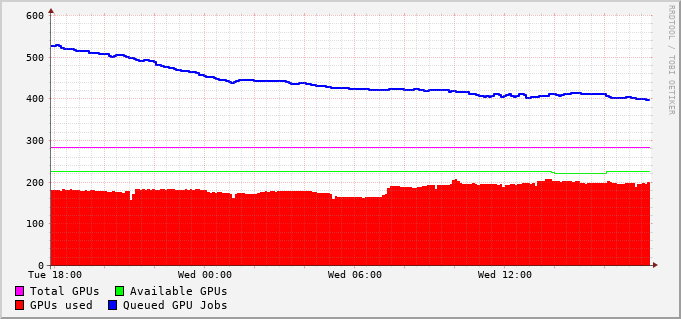 RRDTOOL / TOBI OETIKER
600
500
400
300
200
100
0
Tue 18:00 Wed 00:00 Wed 06:00 Wed 12:00
Total GPUs Available GPUs
GPUs used Queued GPU Jobs